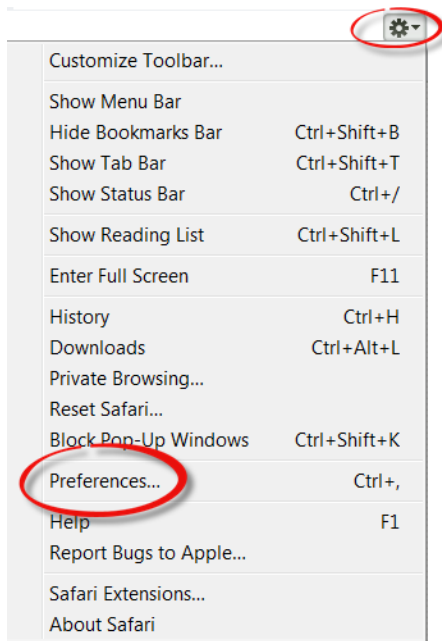 Customize Toolbar...
Show Menu Bar
Hide Bookmarks Bar Ctrl+Shift+B
Show Tab Bar Ctrl+Shift+T
Show Status Bar Ctrl+/
Show Reading List Ctrl+Shift+L
Enter Full Screen F11
History Ctrl+H
Downloads Ctrl+Alt+L
Private Browsing...
Reset Safari...
Block Pop-Up Windows Ctrl+Shift+K
Preferences... Ctrl+,
Help F1
Report Bugs to Apple...
Safari Extensions...
About Safari